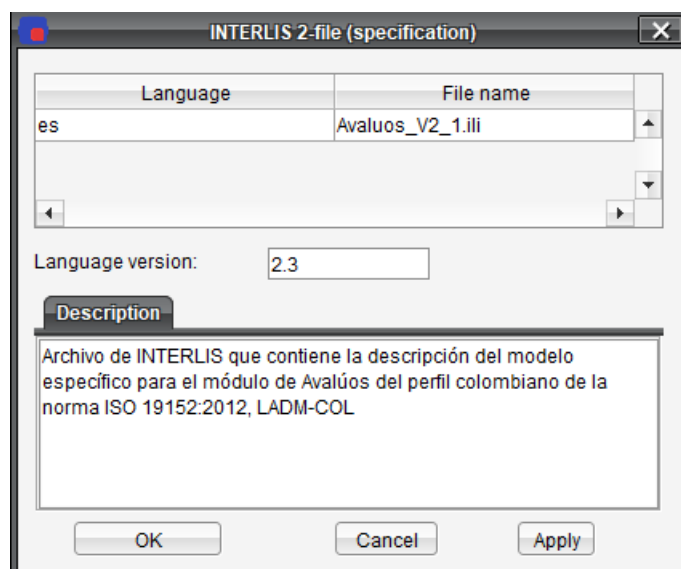 INTERLIS 2-file (specification)
Language File name
es Avaluos_V2_1.ili
Language version: 2.3
Description
Archivo de INTERLIS que contiene la descripción del modelo
específico para el módulo de Avalúos del perfil colombiano de la
norma ISO 19152:2012, LADM-COL
OK Cancel Apply